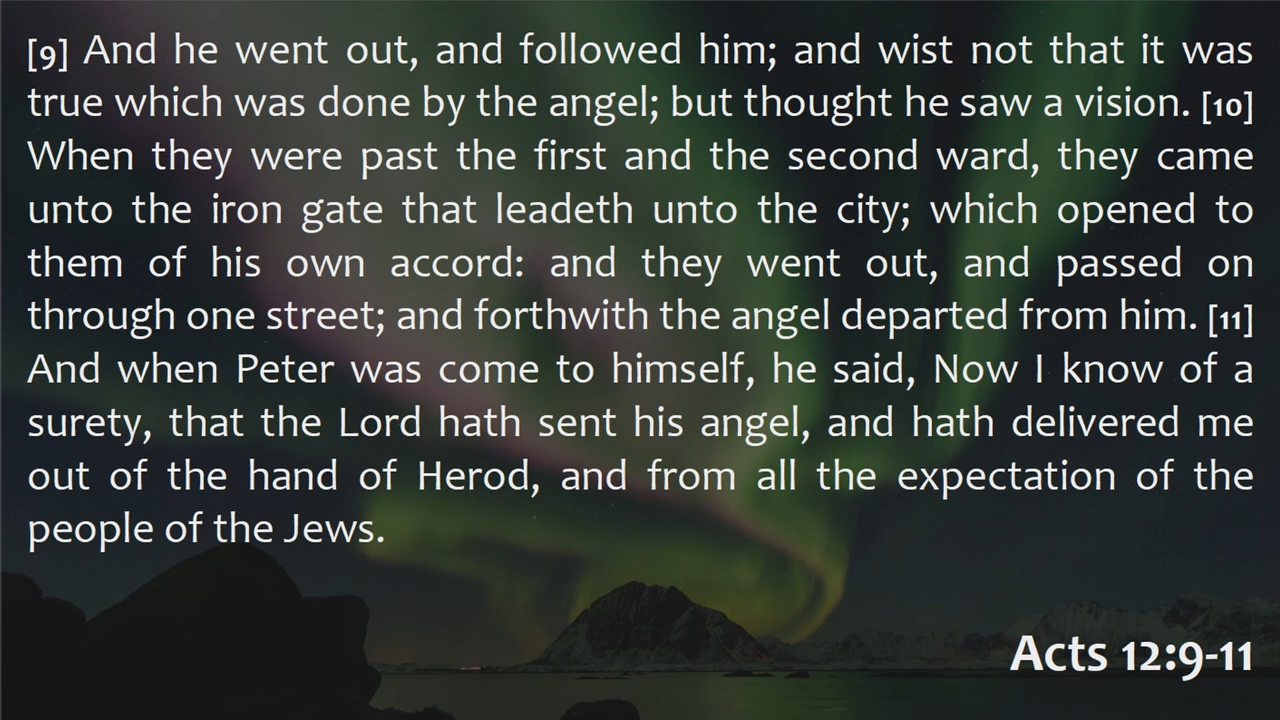 [9] And he went out, and followed him; and wist not that it was
true which was done by the angel; but thought he saw a vision. [10]
When they were past the first and the second ward, they came
unto the iron gate that leadeth unto the city; which opened to
them of his own accord: and they went out, and passed on
through one street; and forthwith the angel departed from him. [11]
And when Peter was come to himself, he said, Now I know of a
surety, that the Lord hath sent his angel, and hath delivered me
out of the hand of Herod, and from all the expectation of the
people of the Jews.
Acts 12:9-11